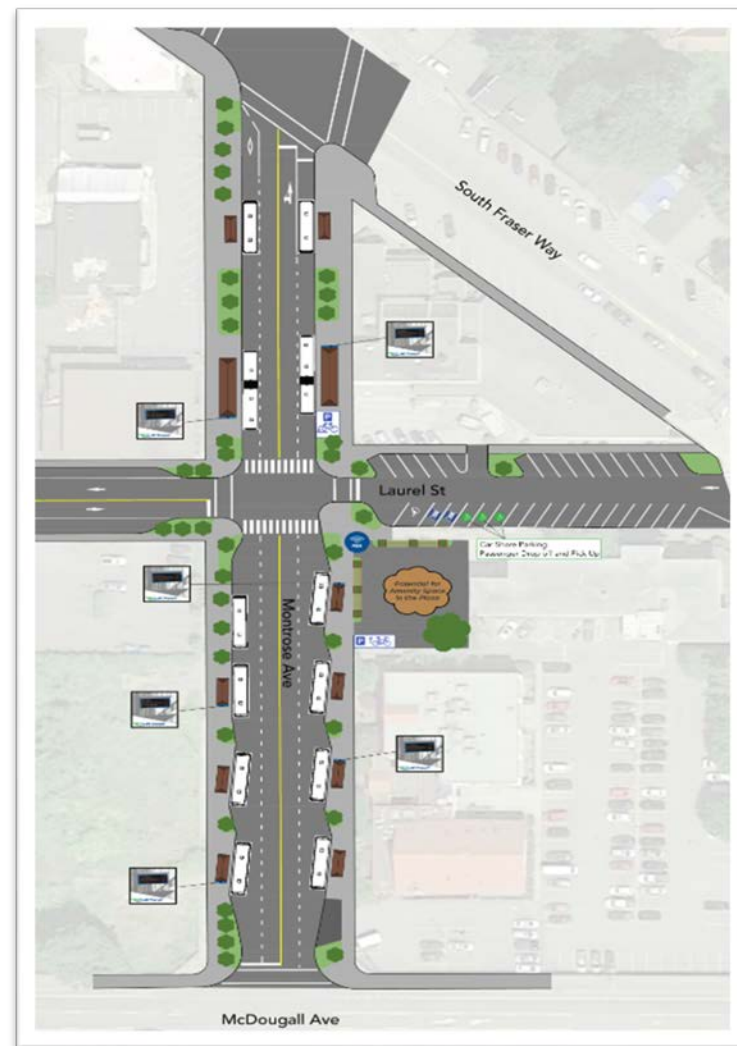 South Fraser Way
Laurel St
Car Share Parking
Passenger Drop off and Pick Up
Potential for
Amenity Space
in the Plaza
Montrose Ave
McDougall Ave